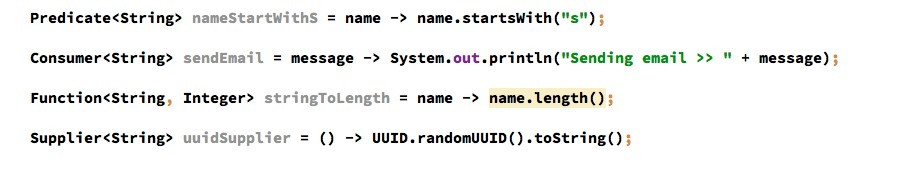 Predicate<String> nameStartWithS = name -> name.startsWith("s");
Consumer<String> sendEmail = message -> System.out.println("Sending email >> " + message);
Function<String, Integer> stringToLength = name -> name.length();
Supplier<String> uuidSupplier = () -> UUID.randomUUID().toString();